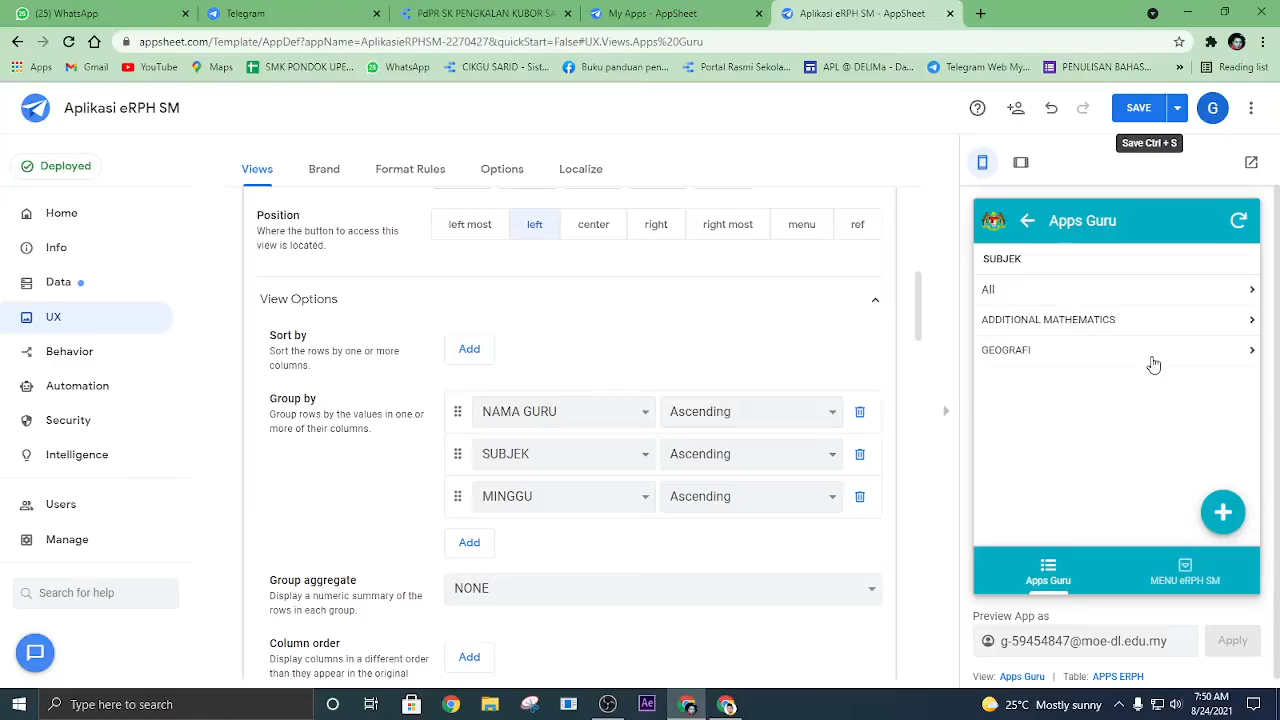 (55) WhatsApp
Telegram
PdPR SK PENGKALAN KUBOR SA
My Apps - AppSheet
Aplikasi eRPH SM - AppSheet
appsheet.com/Template/AppDef?appName=AplikasieRPHSM-2270427&quickStart=False#UX.Views.Apps%20Guru
Apps
Gmail
YouTube
Maps
SMK PONDOK UPE...
WhatsApp
CIKGU SARID - Sist...
Buku panduan pen...
Portal Rasmi Sekola...
APL @ DELIMa - Da...
Telegram Web My...
PENULISAN BAHAS...
»
Reading list
Aplikasi eRPH SM
SAVE
G
Save Ctrl + S
Deployed
Home
Info
Data
UX
Behavior
Automation
Security
Intelligence
Users
Manage
Search for help
Views
Brand
Format Rules
Options
Localize
Position
Where the button to access this
view is located.
left most
left
center
right
right most
menu
ref
View Options
Sort by
Sort the rows by one or more
columns.
Add
Group by
Group rows by the values in one or
more of their columns.
NAMA GURU
Ascending
SUBJEK
Ascending
MINGGU
Ascending
Add
Group aggregate
Display a numeric summary of the
rows in each group.
NONE
Column order
Display columns in a different order
than they appear in the original
Add
Apps Guru
SUBJEK
All
ADDITIONAL MATHEMATICS
GEOGRAFI
Apps Guru
MENU eRPH SM
Preview App as
g-59454847@moe-dl.edu.my
Apply
View: Apps Guru | Table: APPS ERPH
Type here to search
Ae
25°C Mostly sunny
7:50 AM
8/24/2021